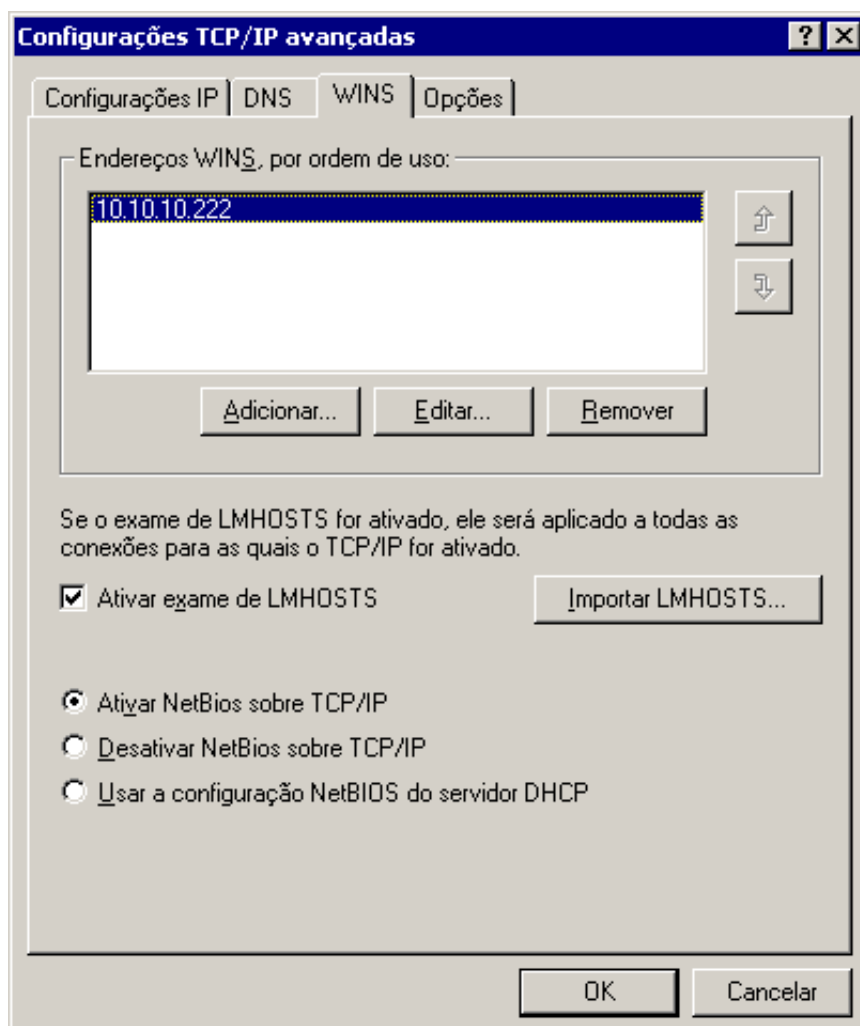 Configurações TCP/IP avançadas
Configurações IP
DNS
WINS
Opções
Endereços WINS, por ordem de uso:
10.10.10.222
Adicionar...
Editar...
Remover
Se o exame de LMHOSTS for ativado, ele será aplicado a todas as
conexões para as quais o TCP/IP for ativado.
Ativar exame de LMHOSTS
Importar LMHOSTS...
Ativar NetBios sobre TCP/IP
Desativar NetBios sobre TCP/IP
Usar a configuração NetBIOS do servidor DHCP
OK
Cancelar